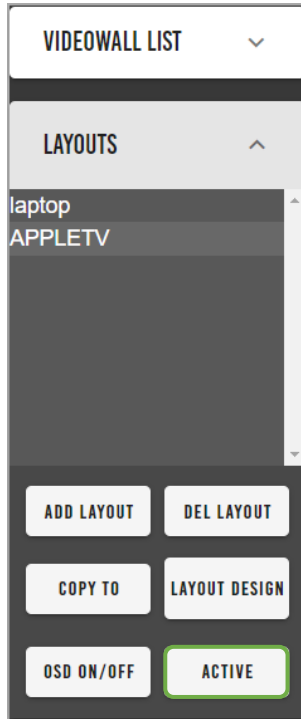 VIDEOWALL LIST
LAYOUTS
laptop
APPLETV
ADD LAYOUT
DEL LAYOUT
COPY TO
LAYOUT DESIGN
OSD ON/OFF
ACTIVE